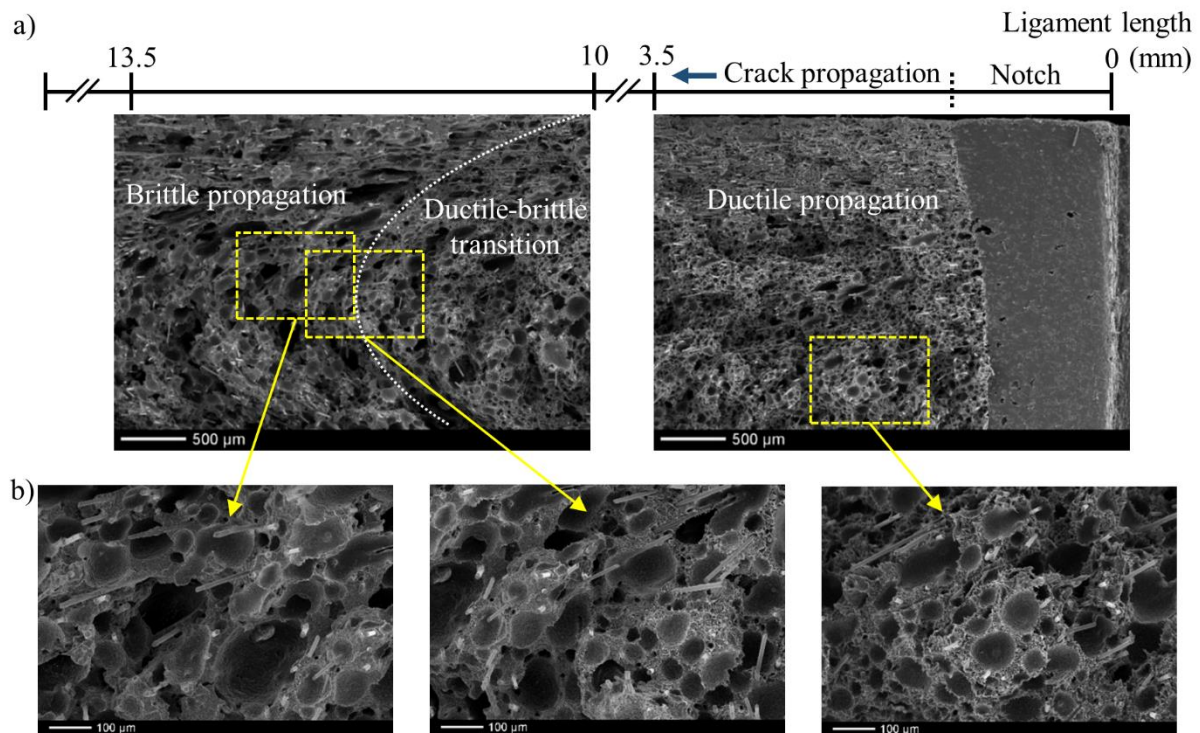 a)
Ligament length
13.5 10 3.5 0 (mm)
Crack propagation Notch
Brittle propagation
Ductile-brittle
transition
Ductile propagation
500 µm
500 µm
b)
100 µm
100 µm
100 µm